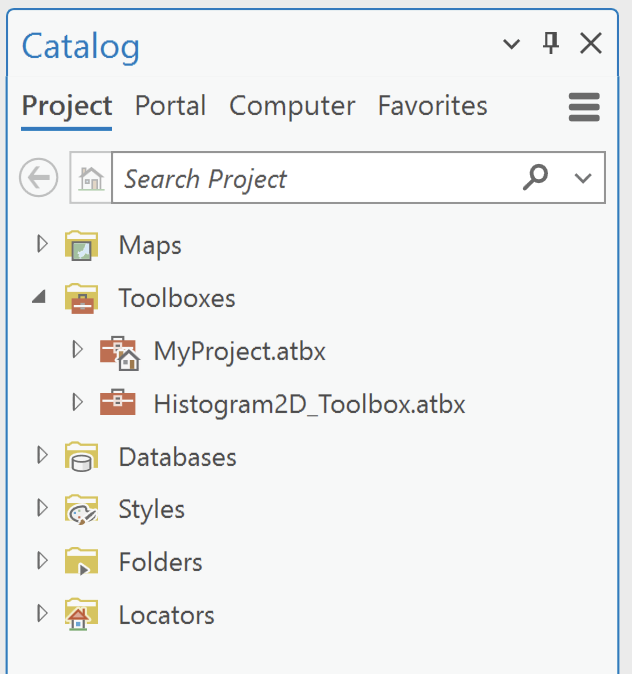 Catalog
Project Portal Computer Favorites
Search Project
Maps
Toolboxes
MyProject.atbx
Histogram2D_Toolbox.atbx
Databases
Styles
Folders
Locators